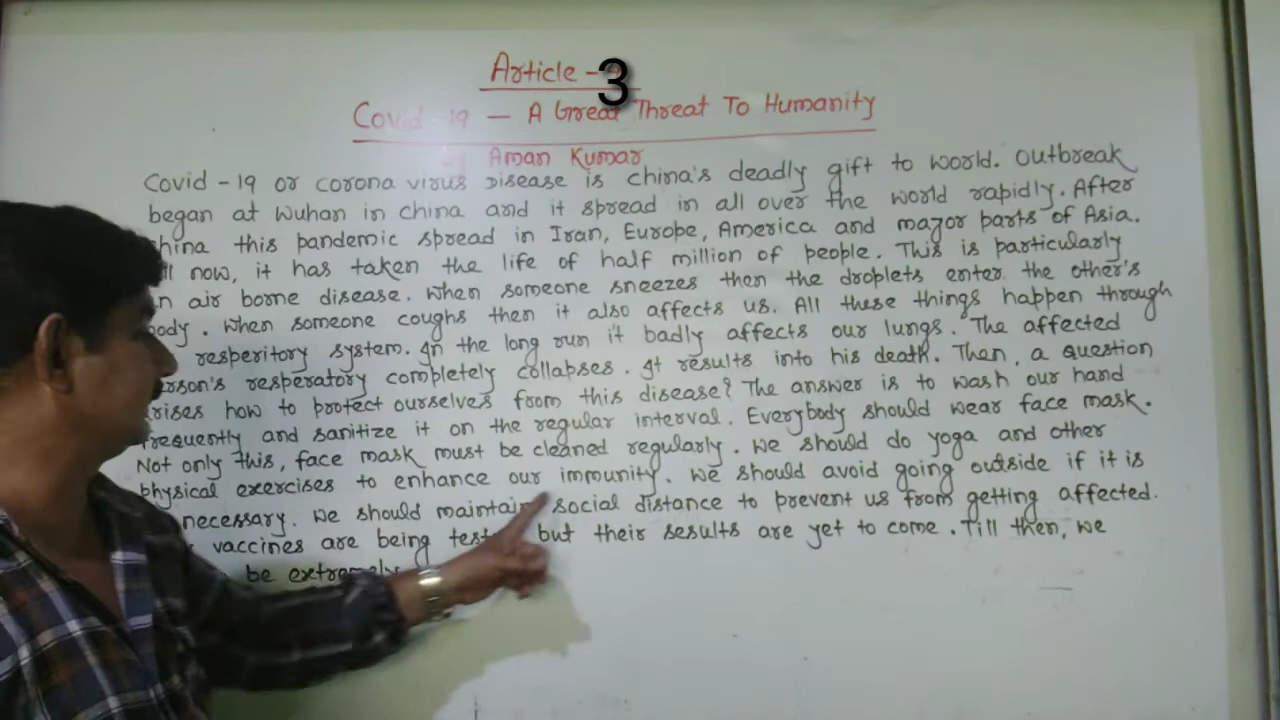 Article - 3
Covid - 19 — A Great Threat To Humanity
by Aman Kumar
Covid - 19 or corona virus Disease is china's deadly gift to world. Outbreak
began at Wuhan in china and it spread in all over the world rapidly. After
china this pandemic spread in Iran, Europe, America and major parts of Asia.
now, it has taken the life of half million of people. This is particularly
an air borne disease. When someone sneezes then the droplets enter the other's
body. When someone coughs then it also affects us. All these things happen through
resperitory system. In the long run it badly affects our lungs. The affected
person's resperatory completely collapses. It results into his death. Then, a question
arises how to protect ourselves from this disease? The answer is to wash our hand
frequently and sanitize it on the regular interval. Everybody should wear face mask.
Not only this, face mask must be cleaned regularly. We should do yoga and other
physical exercises to enhance our immunity. We should avoid going outside if it is
necessary. We should maintain social distance to prevent us from getting affected.
vaccines are being but their results are yet to come. Till then, we
be extremely